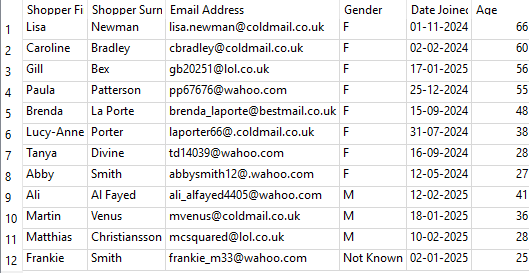 Shopper Fi Shopper Surn Email Address Gender Date Joined Age
1 Lisa Newman lisa.newman@coldmail.co.uk F 01-11-2024 66
2 Caroline Bradley cbradley@coldmail.co.uk F 02-02-2024 60
3 Gill Bex gb20251@lol.co.uk F 17-01-2025 56
4 Paula Patterson pp67676@wahoo.com F 25-12-2024 55
5 Brenda La Porte brenda_laporte@bestmail.co.uk F 15-09-2024 48
6 Lucy-Anne Porter laporter66@.coldmail.co.uk F 31-07-2024 38
7 Tanya Divine td14039@wahoo.com F 16-09-2024 28
8 Abby Smith abbysmith12@.wahoo.com F 12-05-2024 27
9 Ali Al Fayed ali_alfayed4405@wahoo.com M 12-02-2025 41
10 Martin Venus mvenus@coldmail.co.uk M 18-01-2025 36
11 Matthias Christiansson mcsquared@lol.co.uk M 10-02-2025 28
12 Frankie Smith frankie_m33@wahoo.com Not Known 02-01-2025 25